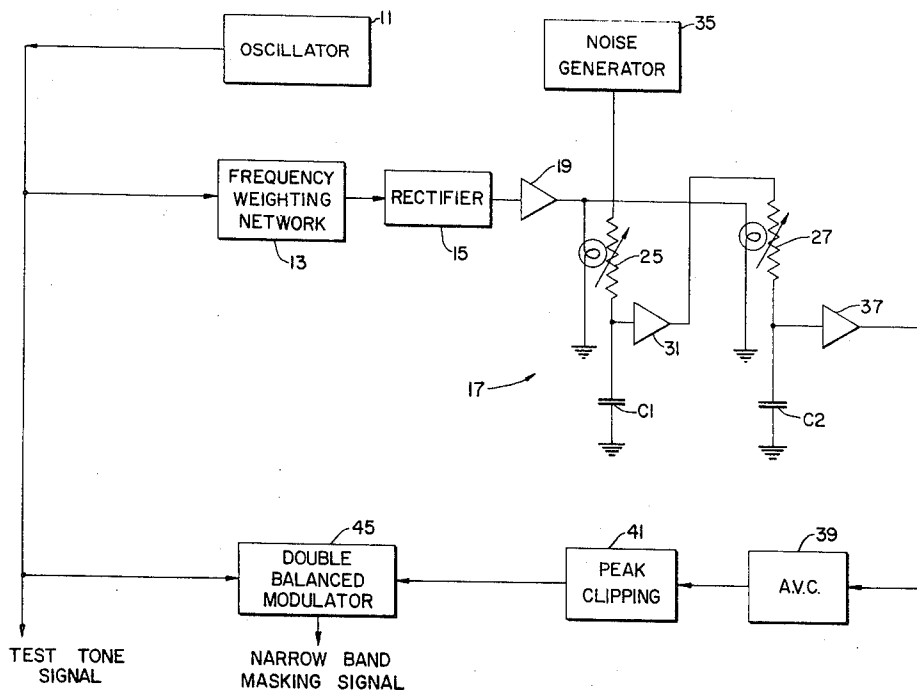 11
OSCILLATOR
35
NOISE
GENERATOR
FREQUENCY
WEIGHTING
NETWORK
13
RECTIFIER
15
19
25
27
31
37
17
C1
C2
45
DOUBLE
BALANCED
MODULATOR
41
PEAK
CLIPPING
39
A.V.C.
TEST TONE
SIGNAL
NARROW BAND
MASKING SIGNAL